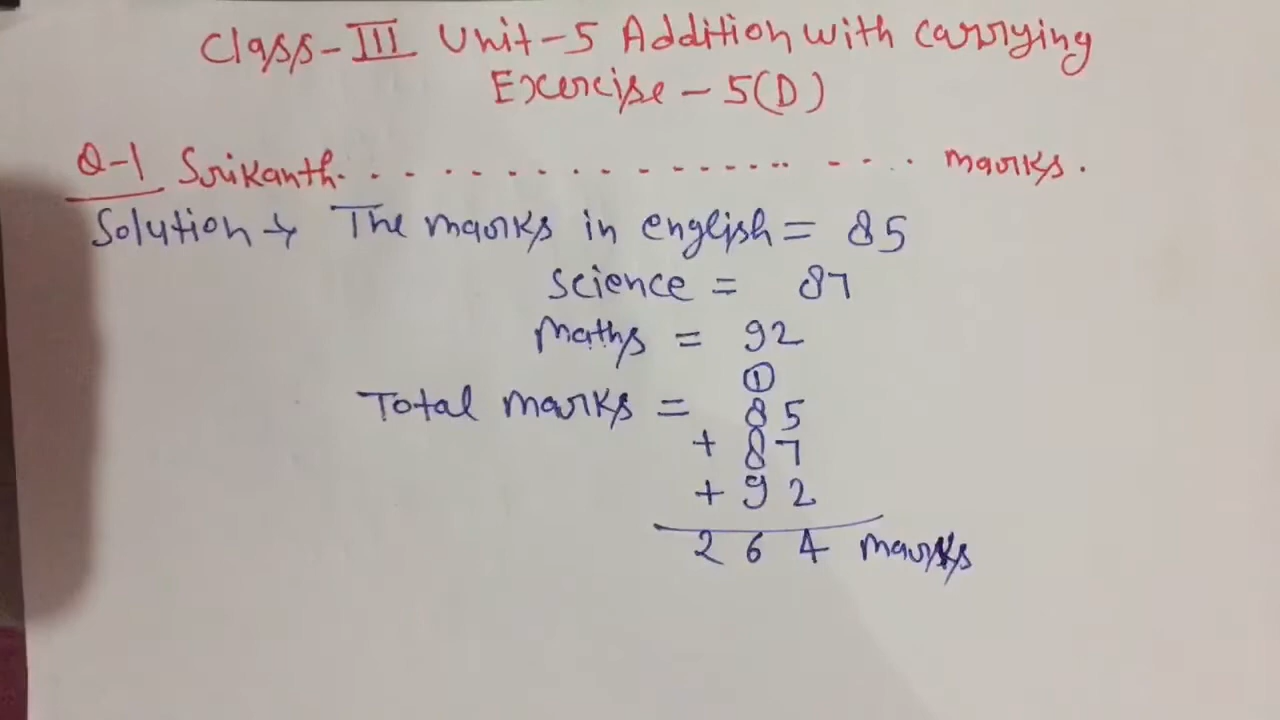 Class-III Unit-5 Addition with carrying
Exercise - 5(D)
Q-1 Srikanth. . . . . . . . . . . . . . . . . . . marks.
Solution → The marks in english = 85
science = 87
Maths = 92
1
Total marks = 85
+ 87
+ 92
264 marks